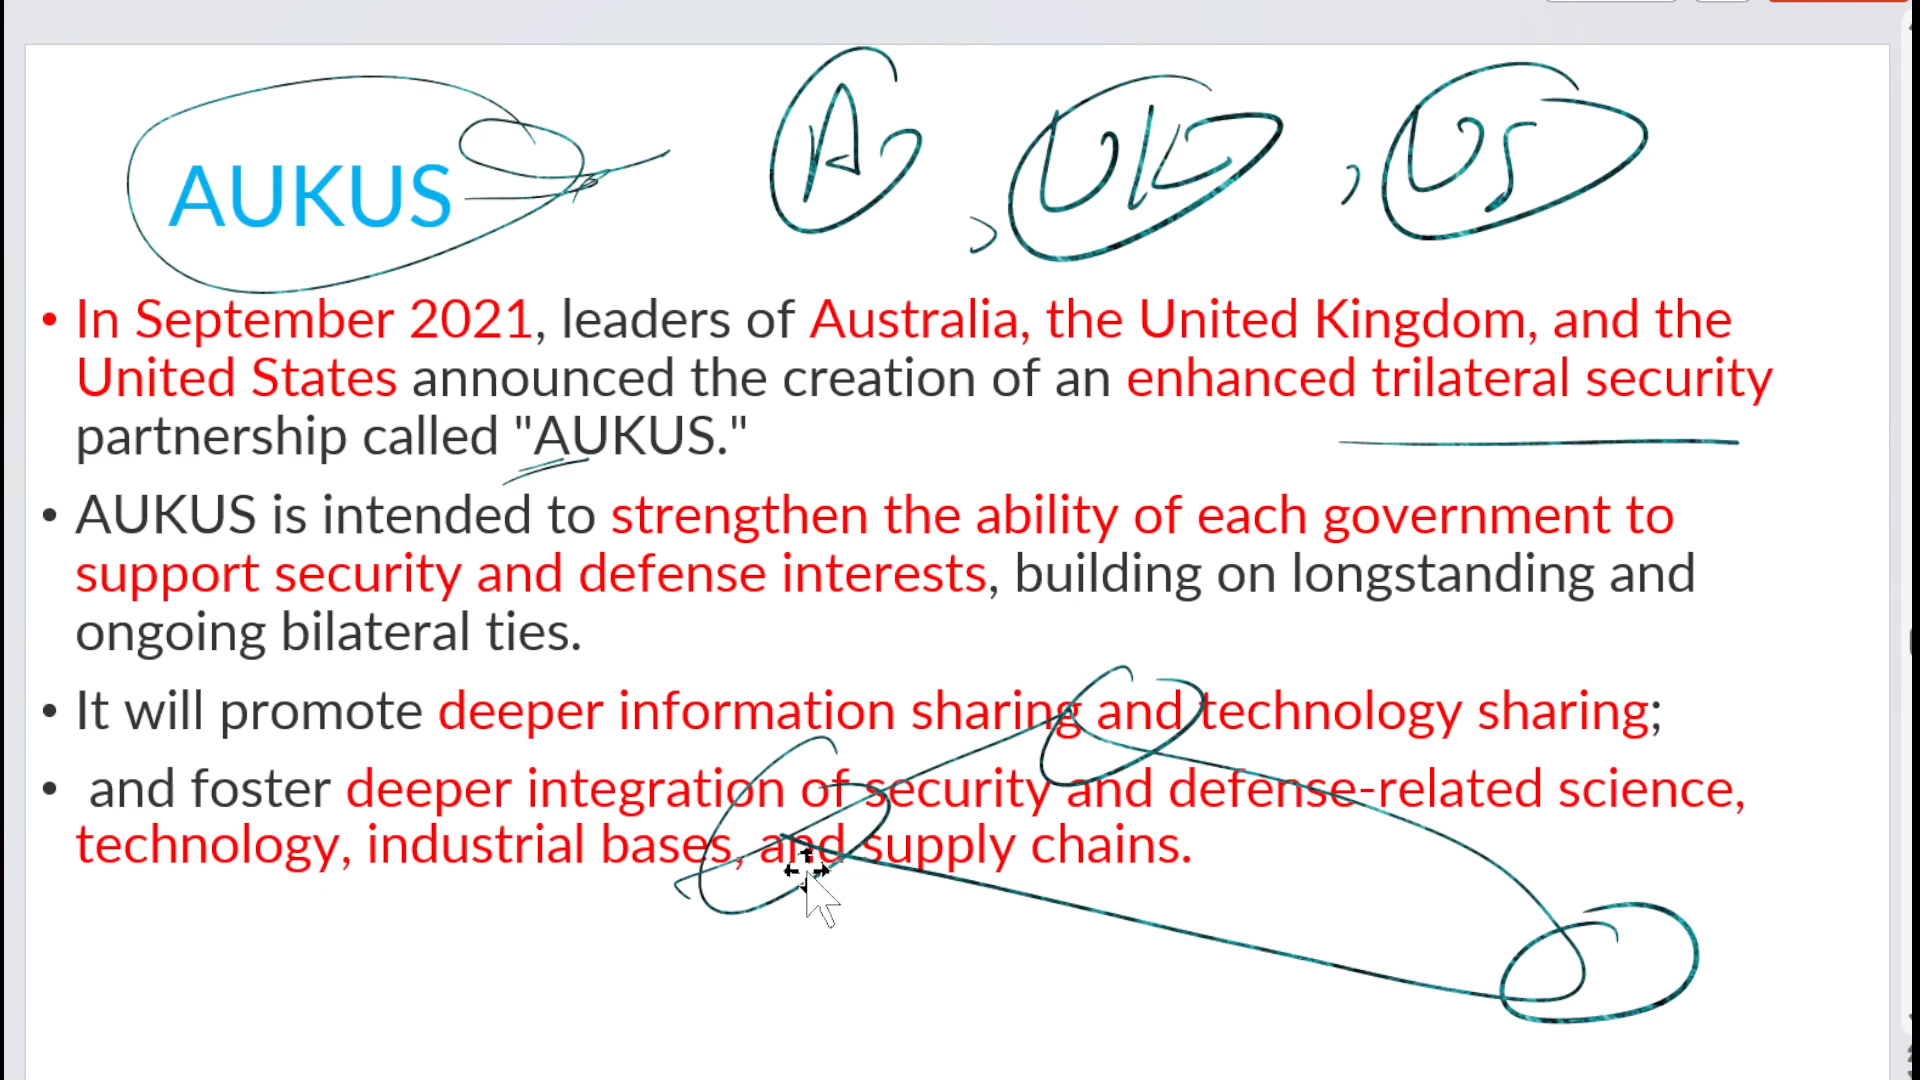 AUKUS
A, UK, US
• In September 2021, leaders of Australia, the United Kingdom, and the
United States announced the creation of an enhanced trilateral security
partnership called "AUKUS."
• AUKUS is intended to strengthen the ability of each government to
support security and defense interests, building on longstanding and
ongoing bilateral ties.
• It will promote deeper information sharing and technology sharing;
• and foster deeper integration of security and defense-related science,
technology, industrial bases, and supply chains.